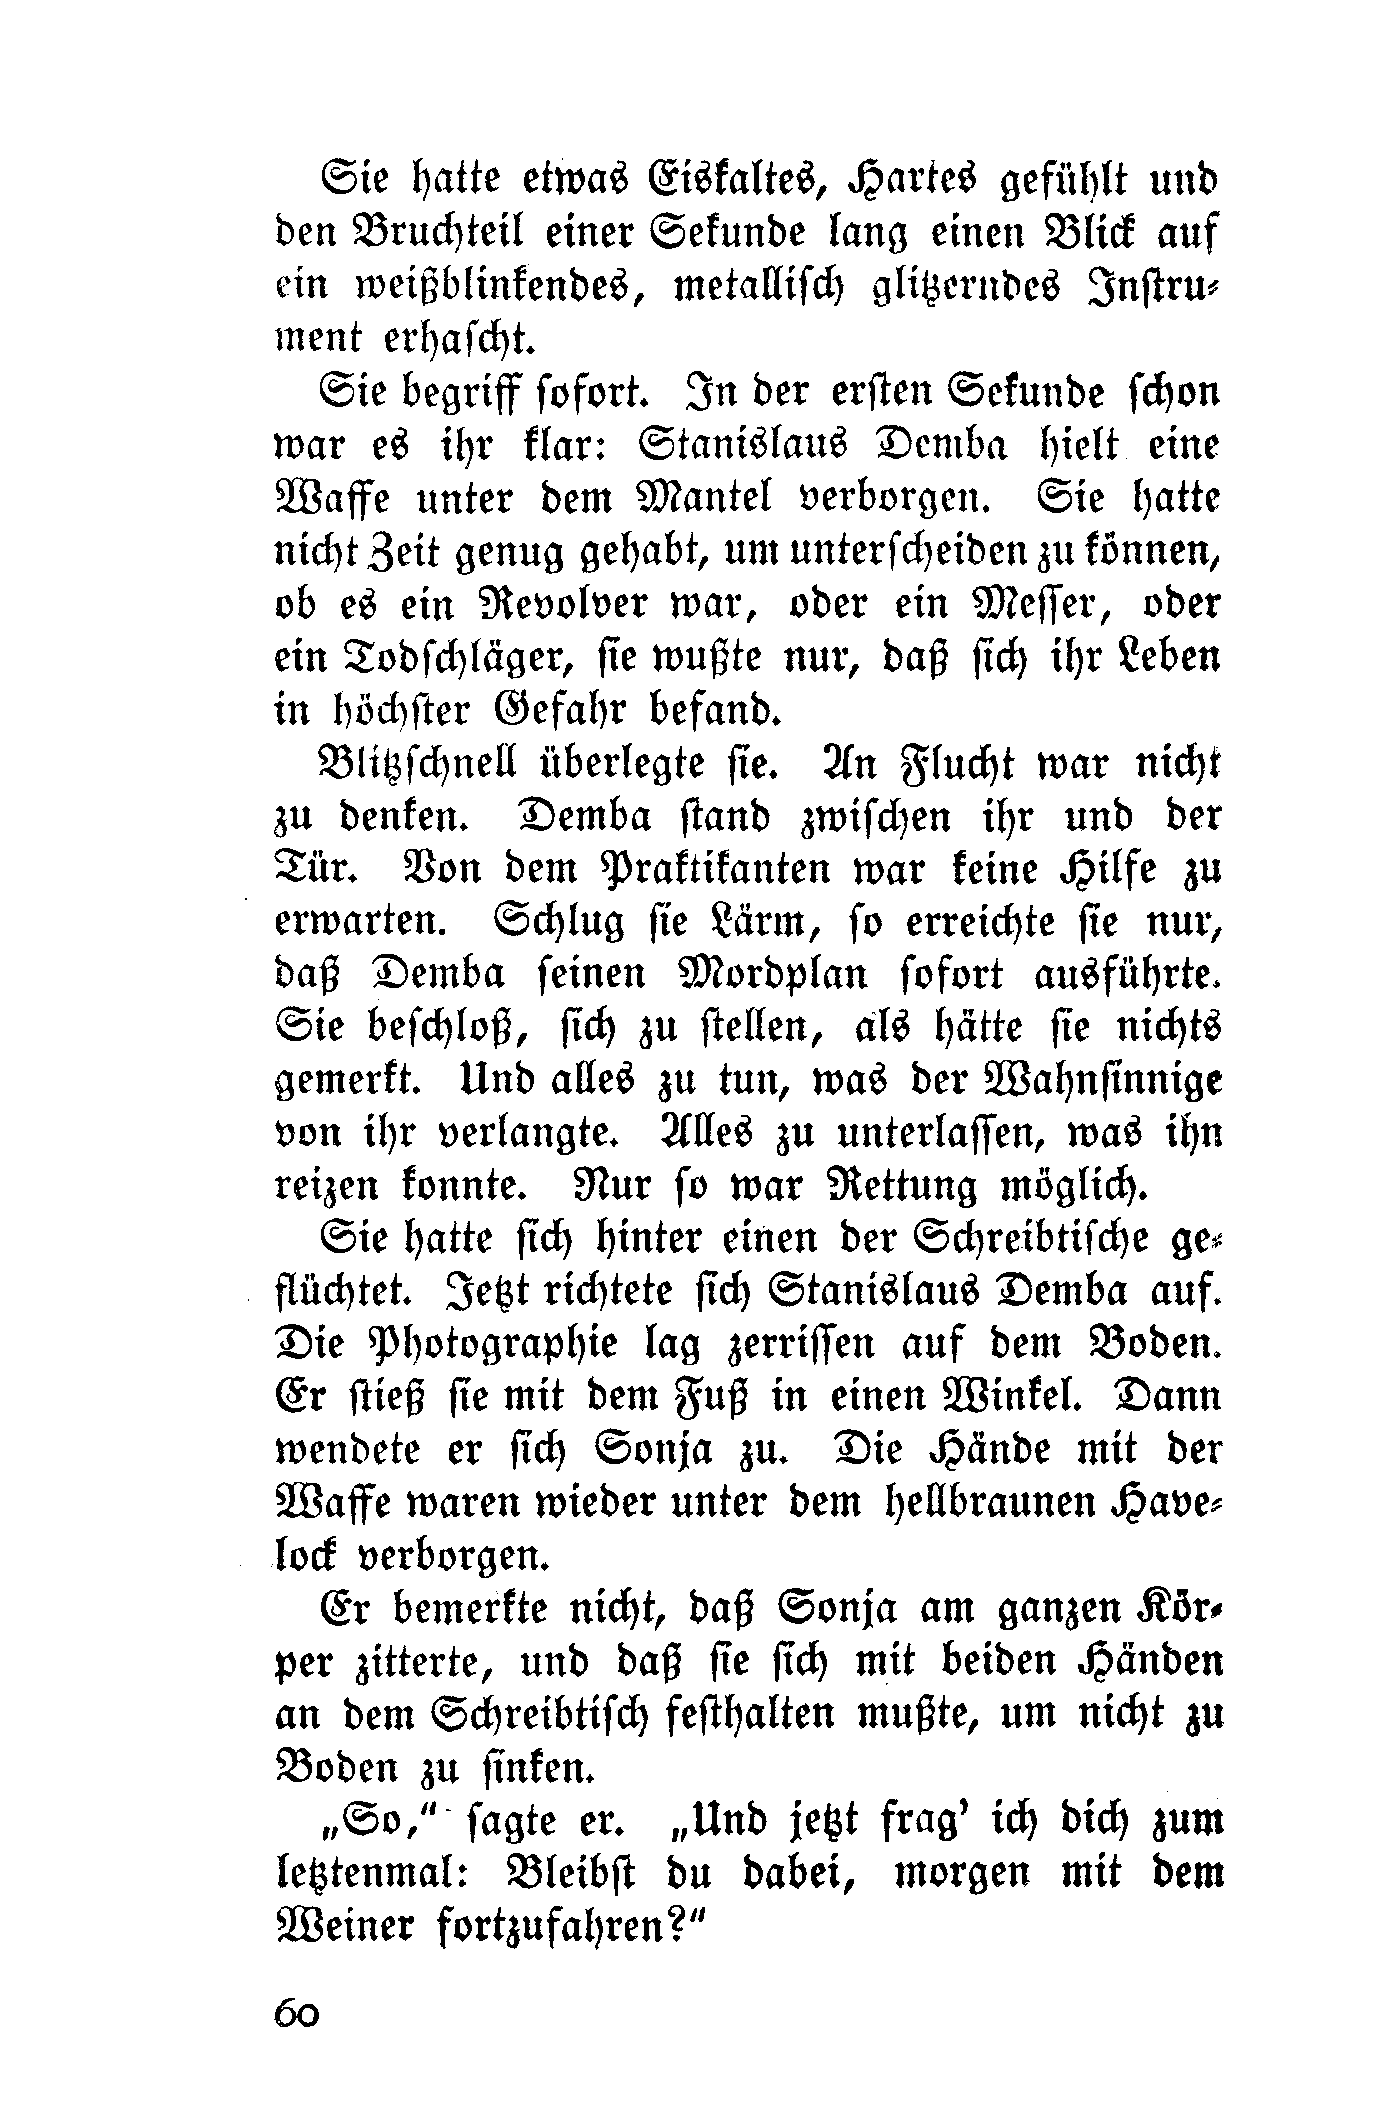 Sie hatte etwas Eiskaltes, Hartes gefühlt und
den Bruchteil einer Sekunde lang einen Blick auf
ein weißblinkendes, metallisch glitzerndes Instru-
ment erhascht.
Sie begriff sofort. In der ersten Sekunde schon
war es ihr klar: Stanislaus Demba hielt eine
Waffe unter dem Mantel verborgen. Sie hatte
nicht Zeit genug gehabt, um unterscheiden zu können,
ob es ein Revolver war, oder ein Messer, oder
ein Todschläger, sie wußte nur, daß sich ihr Leben
in höchster Gefahr befand.
Blitzschnell überlegte sie. An Flucht war nicht
zu denken. Demba stand zwischen ihr und der
Tür. Von dem Praktikanten war keine Hilfe zu
erwarten. Schlug sie Lärm, so erreichte sie nur,
daß Demba seinen Mordplan sofort ausführte.
Sie beschloß, sich zu stellen, als hätte sie nichts
gemerkt. Und alles zu tun, was der Wahnsinnige
von ihr verlangte. Alles zu unterlassen, was ihn
reizen konnte. Nur so war Rettung möglich.
Sie hatte sich hinter einen der Schreibtische ge-
flüchtet. Jetzt richtete sich Stanislaus Demba auf.
Die Photographie lag zerrissen auf dem Boden.
Er stieß sie mit dem Fuß in einen Winkel. Dann
wendete er sich Sonja zu. Die Hände mit der
Waffe waren wieder unter dem hellbraunen Have-
lock verborgen.
Er bemerkte nicht, daß Sonja am ganzen Kör-
per zitterte, und daß sie sich mit beiden Händen
an dem Schreibtisch festhalten mußte, um nicht zu
Boden zu sinken.
„So,“ sagte er. „Und jetzt frag’ ich dich zum
letztenmal: Bleibst du dabei, morgen mit dem
Weiner fortzufahren?“
60